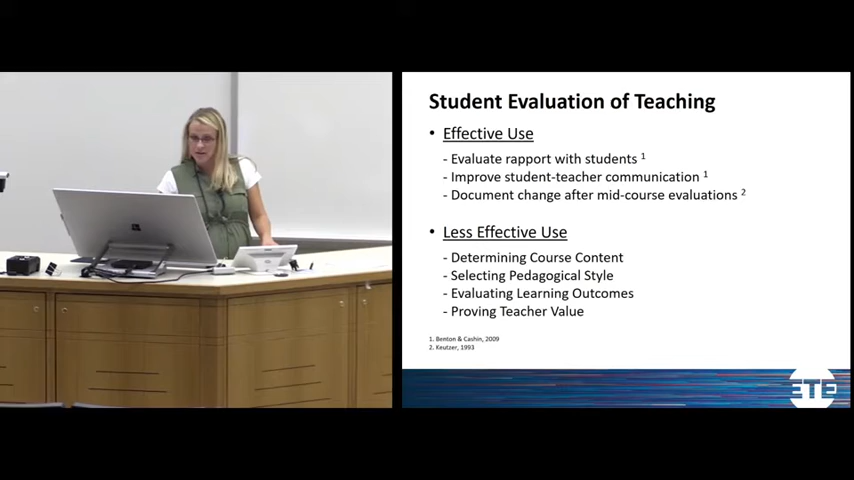 Student Evaluation of Teaching
• Effective Use
- Evaluate rapport with students 1
- Improve student-teacher communication 1
- Document change after mid-course evaluations 2
• Less Effective Use
- Determining Course Content
- Selecting Pedagogical Style
- Evaluating Learning Outcomes
- Proving Teacher Value
1. Benton & Cashin, 2009
2. Keutzer, 1993
ETP